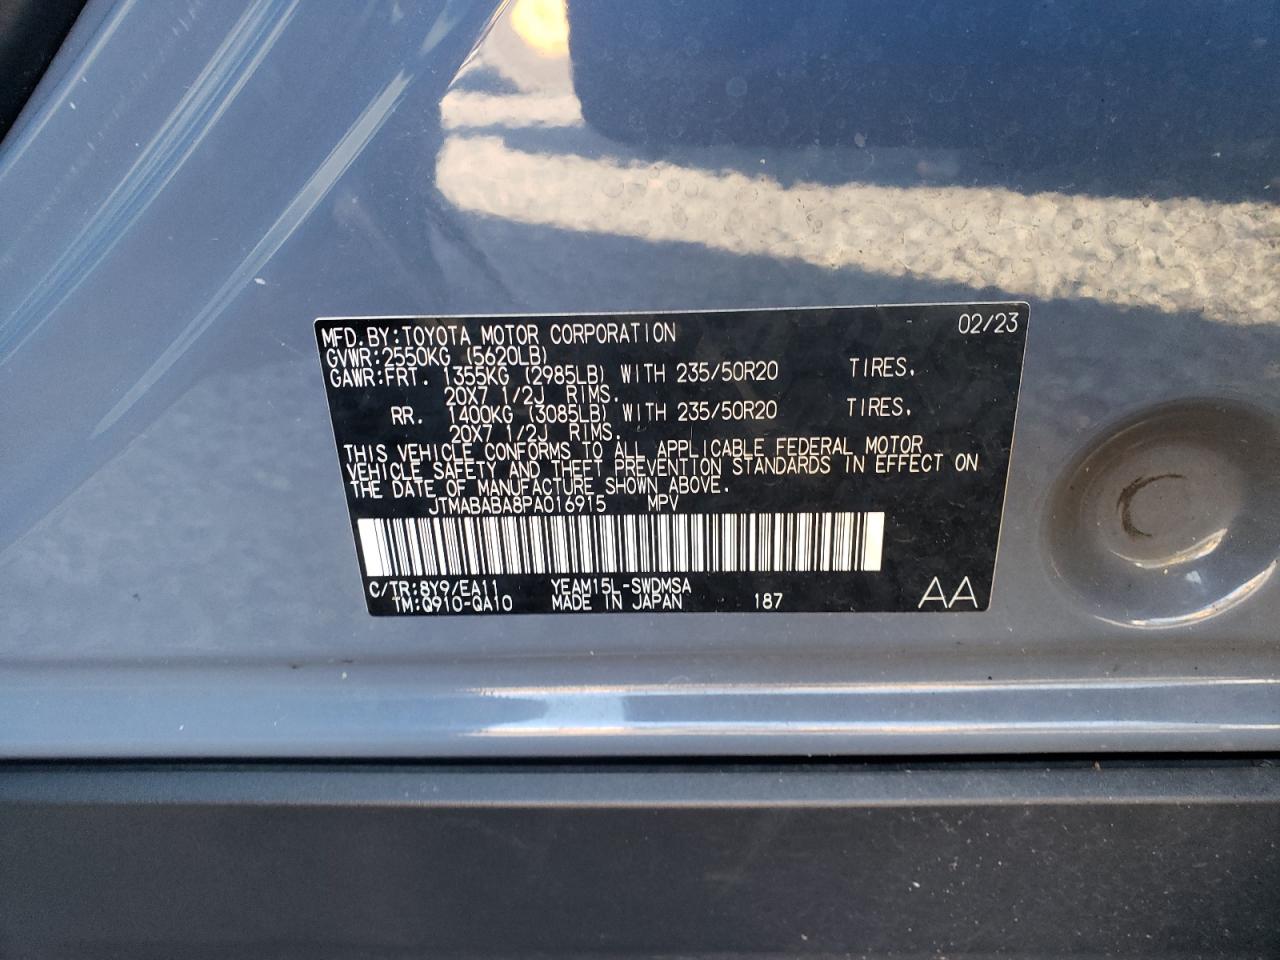 MFD.BY:TOYOTA MOTOR CORPORATION 02/23
GVWR:2550KG (5620LB)
GAWR:FRT. 1355KG (2985LB) WITH 235/50R20 TIRES,
20X7 1/2J RIMS.
RR. 1400KG (3085LB) WITH 235/50R20 TIRES,
20X7 1/2J RIMS.
THIS VEHICLE CONFORMS TO ALL APPLICABLE FEDERAL MOTOR
VEHICLE SAFETY AND THEFT PREVENTION STANDARDS IN EFFECT ON
THE DATE OF MANUFACTURE SHOWN ABOVE.
JTMABABA8PA016915 MPV
C/TR:8Y9/EA11 YEAM15L-SWDMSA
TM:Q910-QA10 MADE IN JAPAN 187 AA